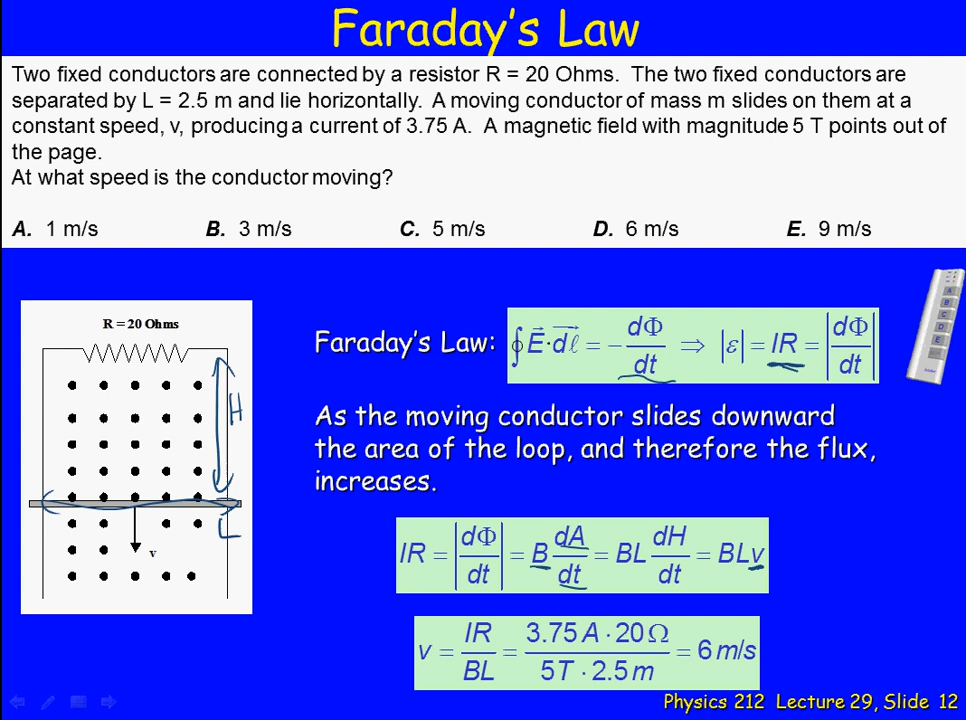 Faraday's Law
Two fixed conductors are connected by a resistor R = 20 Ohms.  The two fixed conductors are
separated by L = 2.5 m and lie horizontally.  A moving conductor of mass m slides on them at a
constant speed, v, producing a current of 3.75 A.  A magnetic field with magnitude 5 T points out of
the page.
At what speed is the conductor moving?
A. 1 m/s B. 3 m/s C. 5 m/s D. 6 m/s E. 9 m/s
R = 20 Ohms
H
L
v
Faraday's Law: ∮ E⃗·dℓ⃗ = − dΦ/dt ⇒ |ε| = IR = |dΦ/dt|
As the moving conductor slides downward
the area of the loop, and therefore the flux,
increases.
IR = |dΦ/dt| = B dA/dt = BL dH/dt = BLv
v = IR/BL = 3.75 A · 20 Ω / 5T · 2.5 m = 6 m/s
Physics 212 Lecture 29, Slide 12